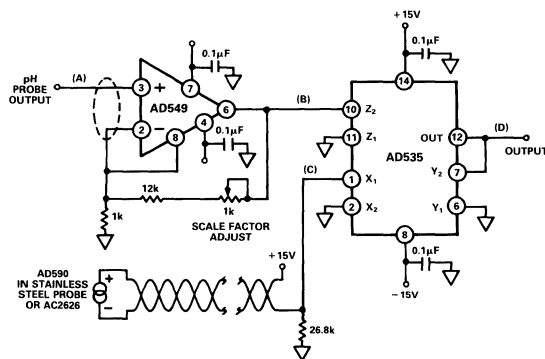 +15V
0.1µF
0.1µF
pH
PROBE
OUTPUT
(A)
3
+
7
AD549
6
2
−
8
4
0.1µF
(B)
(C)
14
10
Z2
11
Z1
OUT
12
(D)
OUTPUT
AD535
1
X1
Y2
7
2
X2
Y1
6
8
0.1µF
−15V
12k
1k
1k
SCALE FACTOR
ADJUST
AD590
IN STAINLESS
STEEL PROBE
OR AC2626
+
−
+15V
26.8k